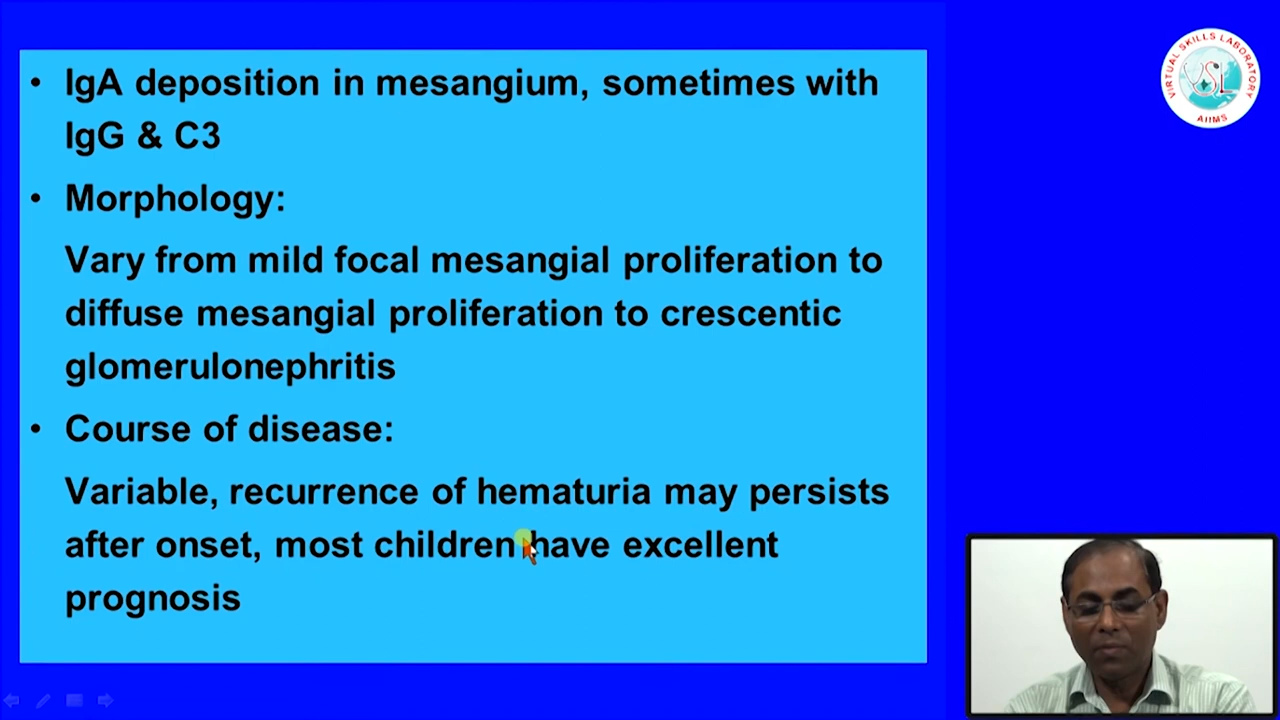 • IgA deposition in mesangium, sometimes with
IgG & C3
• Morphology:
Vary from mild focal mesangial proliferation to
diffuse mesangial proliferation to crescentic
glomerulonephritis
• Course of disease:
Variable, recurrence of hematuria may persists
after onset, most children have excellent
prognosis
VIRTUAL SKILLS LABORATORY
VSL
AIIMS